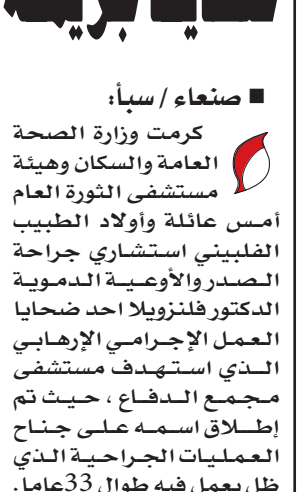 ■ صنعاء / سبأ:
كرمت وزارة الصحة
العامة والسكان وهيئة
مستشفى الثورة العام
أمس عائلة وأولاد الطبيب
الفلبيني استشاري جراحة
الصدر والأوعية الدموية
الدكتور فلنزويلا احد ضحايا
العمل الإجرامي الإرهابي
الذي استهدف مستشفى
مجمع الدفاع ، حيث تم
إطلاق اسمه على جناح
العمليات الجراحية الذي
ظل يعمل فيه طوال 33عاما.